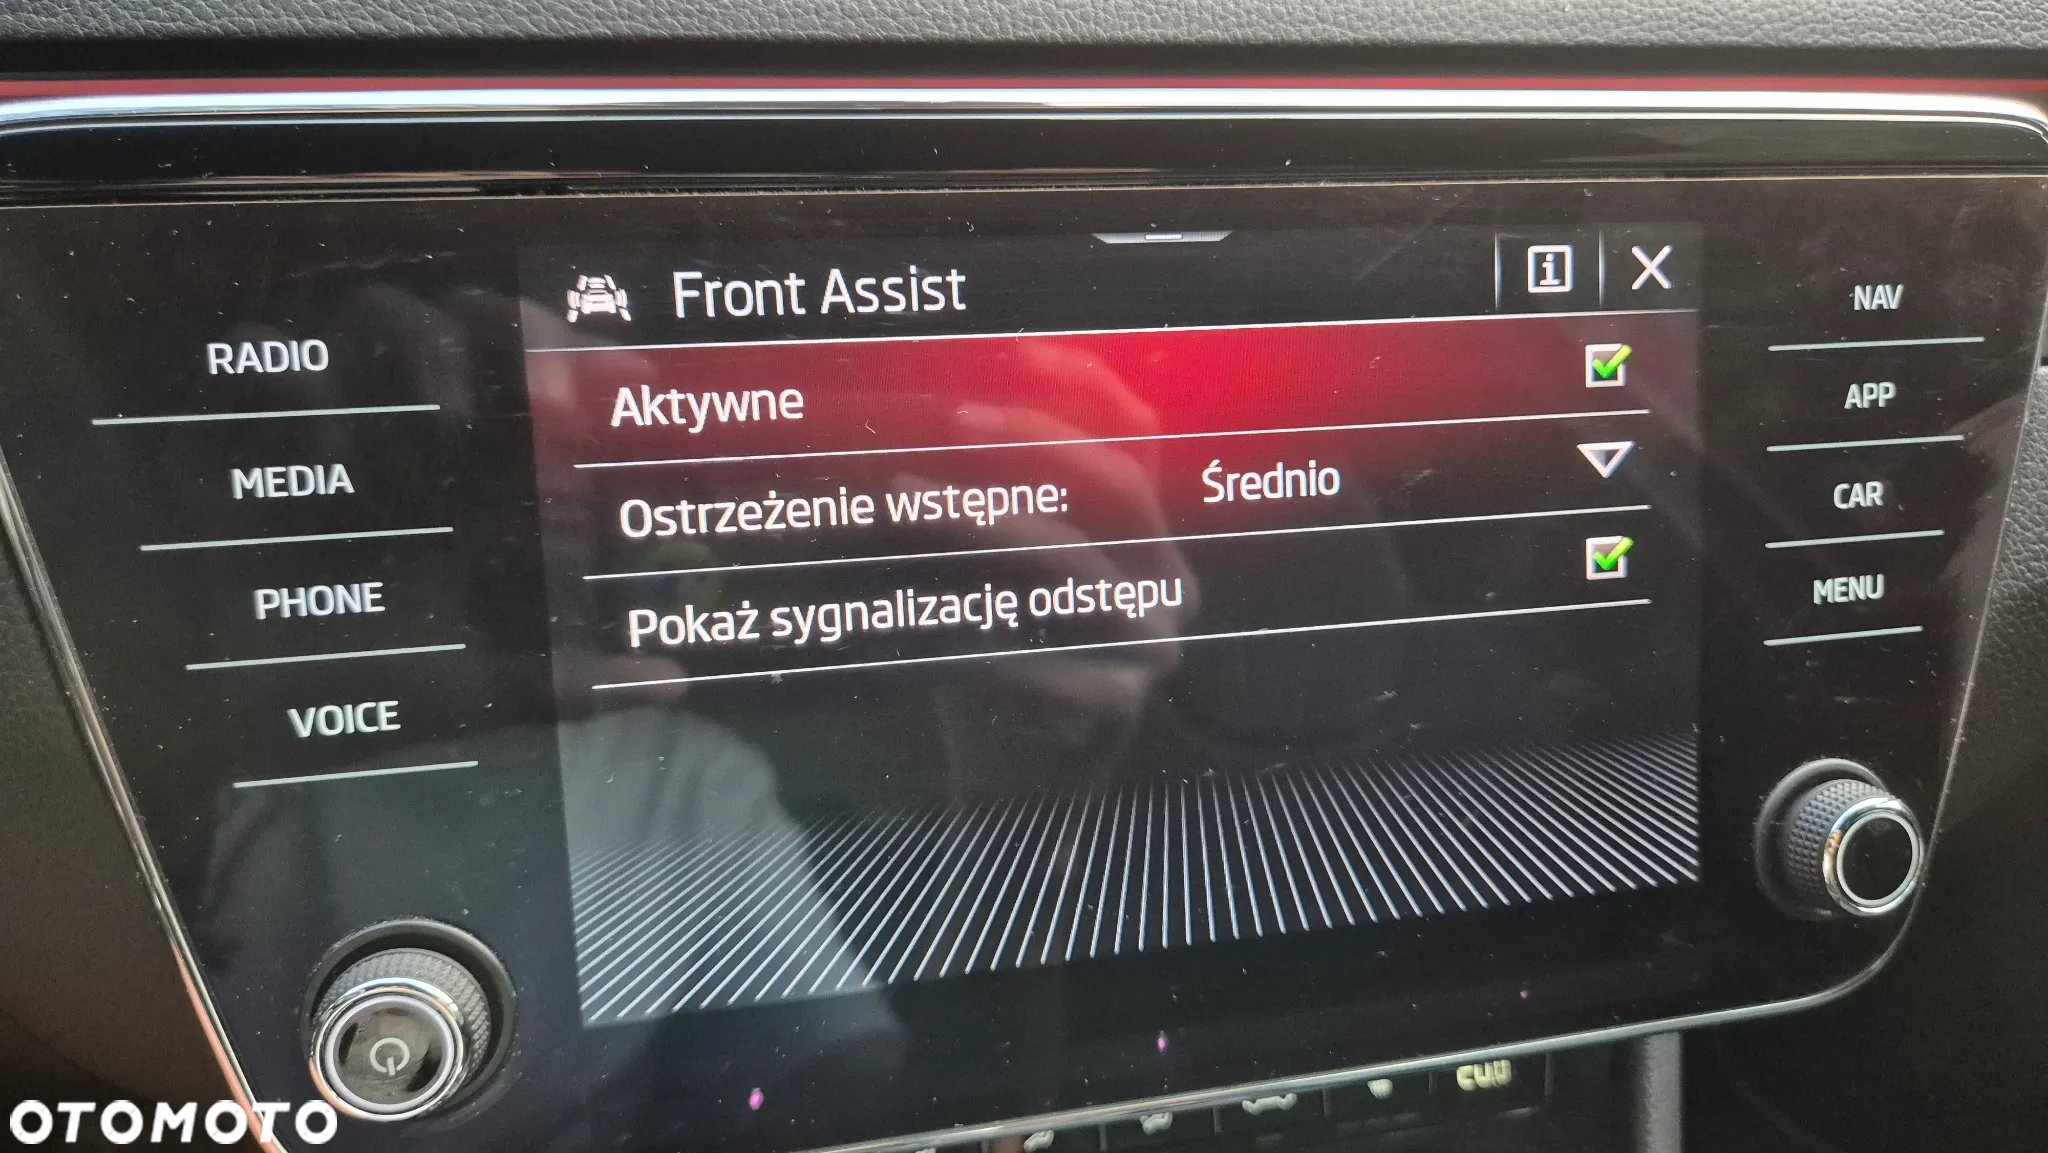 Front Assist
Aktywne
Ostrzeżenie wstępne: Średnio
Pokaż sygnalizację odstępu
RADIO
MEDIA
PHONE
VOICE
NAV
APP
CAR
MENU
OTOMOTO